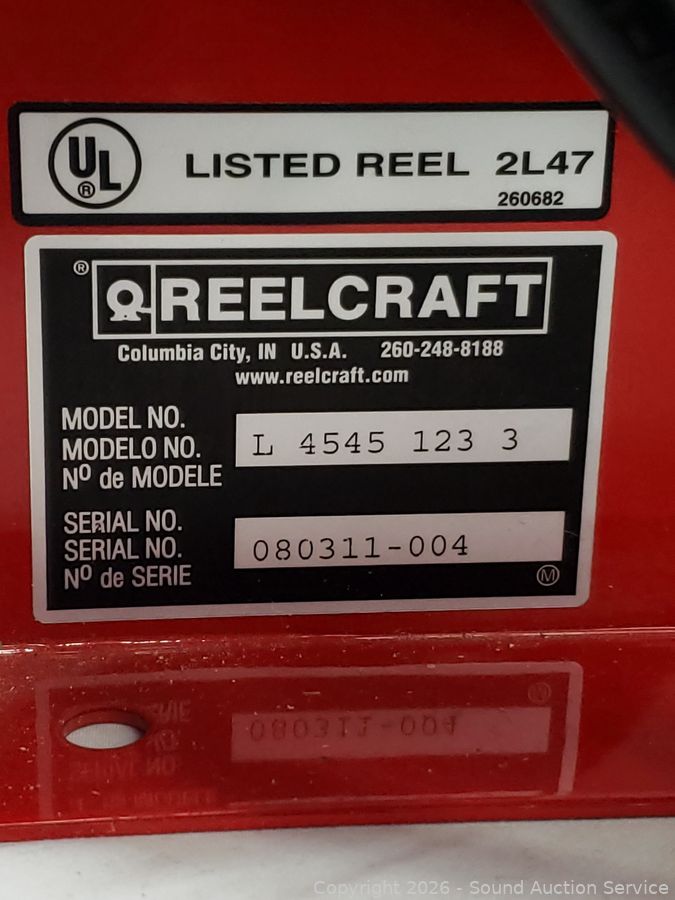 UL ® LISTED REEL 2L47
260682
® REELCRAFT
Columbia City, IN U.S.A. 260-248-8188
www.reelcraft.com
MODEL NO.
MODELO NO.
Nº de MODELE
L 4545 123 3
SERIAL NO.
SERIAL NO.
Nº de SERIE
080311-004
M
080311-004
Copyright 2026 - Sound Auction Service